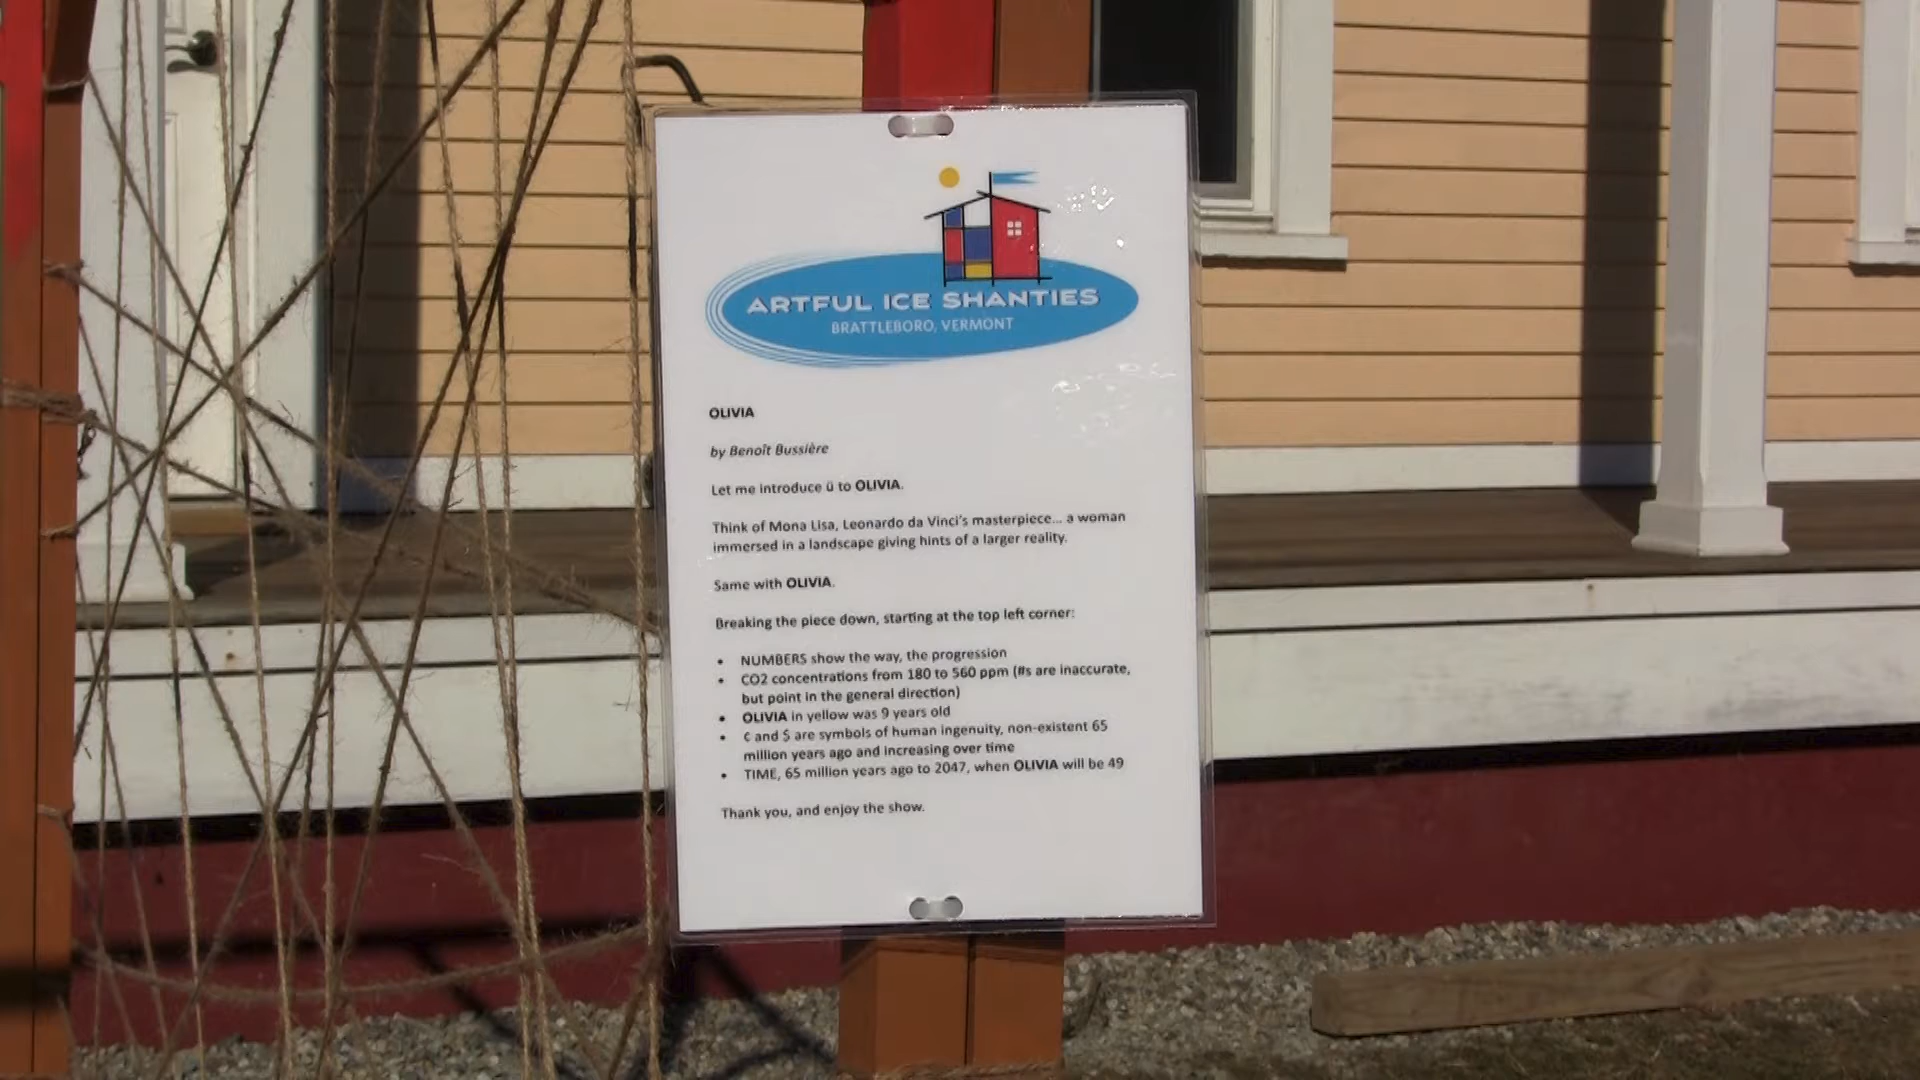 ARTFUL ICE SHANTIES
BRATTLEBORO, VERMONT
OLIVIA
by Benoît Bussière
Let me introduce ü to OLIVIA.
Think of Mona Lisa, Leonardo da Vinci's masterpiece... a woman
immersed in a landscape giving hints of a larger reality.
Same with OLIVIA.
Breaking the piece down, starting at the top left corner:
• NUMBERS show the way, the progression
• CO2 concentrations from 180 to 560 ppm (#s are inaccurate,
but point in the general direction)
• OLIVIA in yellow was 9 years old
• ¢ and $ are symbols of human ingenuity, non-existent 65
million years ago and increasing over time
• TIME, 65 million years ago to 2047, when OLIVIA will be 49
Thank you, and enjoy the show.